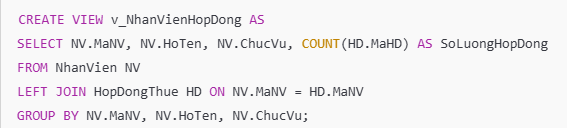 CREATE VIEW v_NhanVienHopDong AS
SELECT NV.MaNV, NV.HoTen, NV.ChucVu, COUNT(HD.MaHD) AS SoLuongHopDong
FROM NhanVien NV
LEFT JOIN HopDongThue HD ON NV.MaNV = HD.MaNV
GROUP BY NV.MaNV, NV.HoTen, NV.ChucVu;